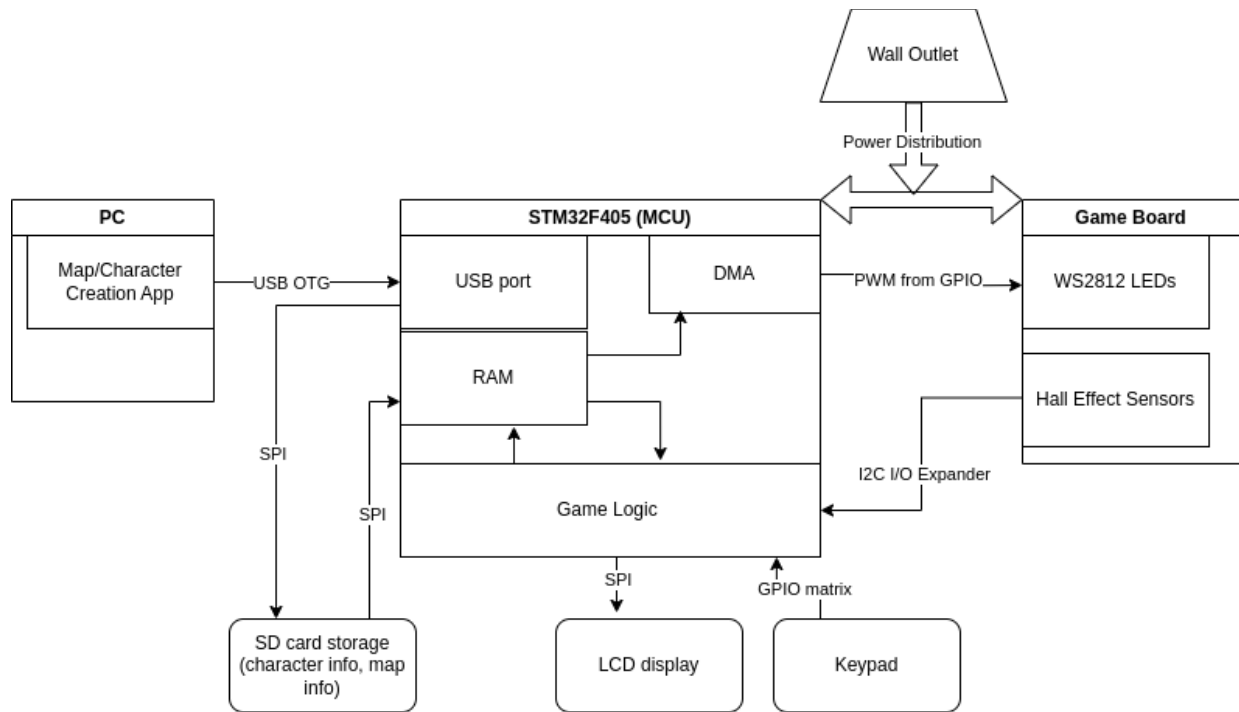 Wall Outlet
Power Distribution
PC
STM32F405 (MCU)
Game Board
Map/Character
Creation App
USB OTG
USB port
DMA
PWM from GPIO
WS2812 LEDs
RAM
Hall Effect Sensors
SPI
SPI
I2C I/O Expander
Game Logic
SPI
GPIO matrix
SD card storage
(character info, map
info)
LCD display
Keypad